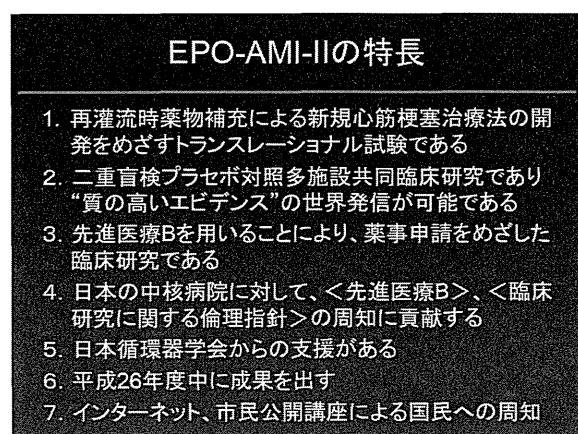 EPO-AMI-IIの特長
1. 再灌流時薬物補充による新規心筋梗塞治療法の開
発をめざすトランスレーショナル試験である
2. 二重盲検プラセボ対照多施設共同臨床研究であり
“質の高いエビデンス”の世界発信が可能である
3. 先進医療Bを用いることにより、薬事申請をめざした
臨床研究である
4. 日本の中核病院に対して、＜先進医療B＞、＜臨床
研究に関する倫理指針＞の周知に貢献する
5. 日本循環器学会からの支援がある
6. 平成26年度中に成果を出す
7. インターネット、市民公開講座による国民への周知